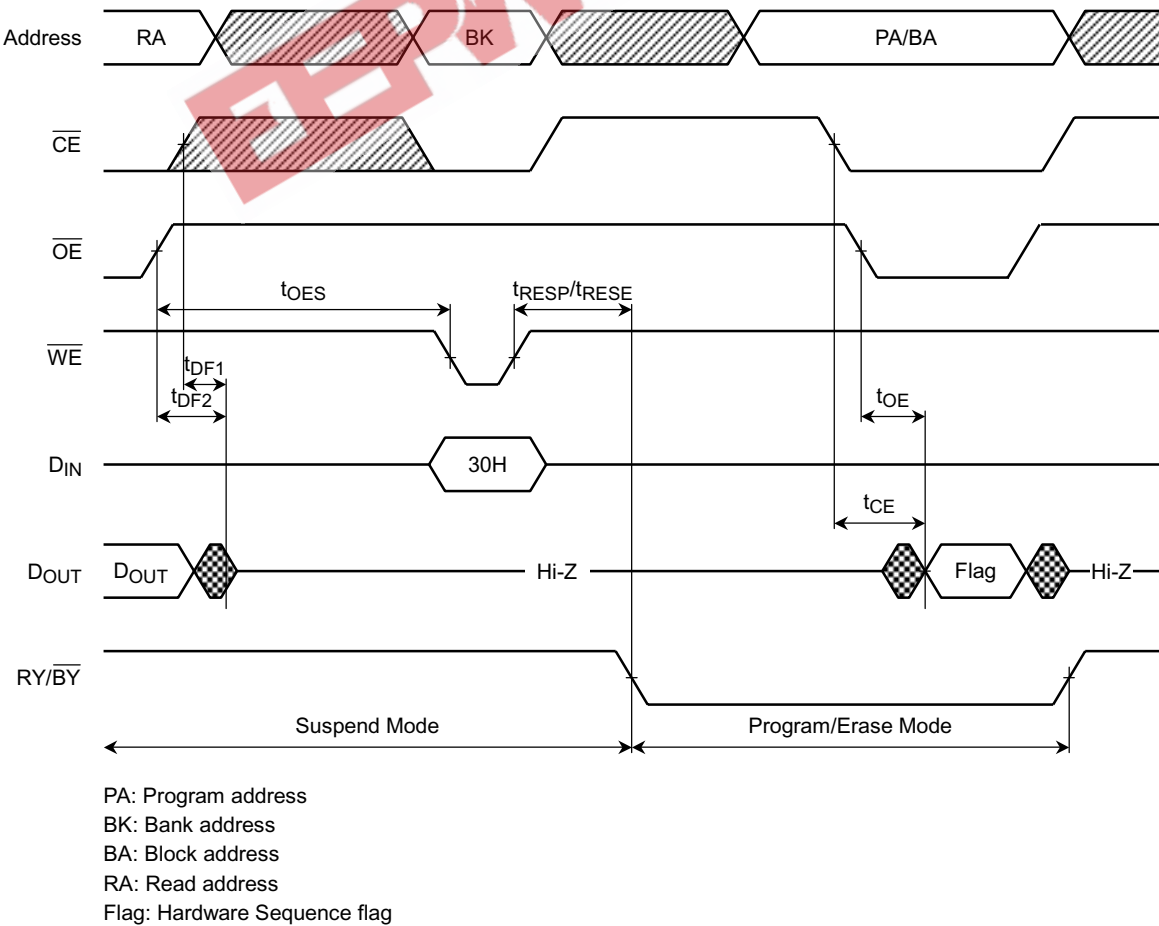 Address RA BK PA/BA
CE
OE
tOES tRESP/tRESE
WE
tDF1
tDF2 tOE
DIN 30H
tCE
DOUT DOUT Hi-Z Flag Hi-Z
RY/BY
Suspend Mode Program/Erase Mode
PA: Program address
BK: Bank address
BA: Block address
RA: Read address
Flag: Hardware Sequence flag